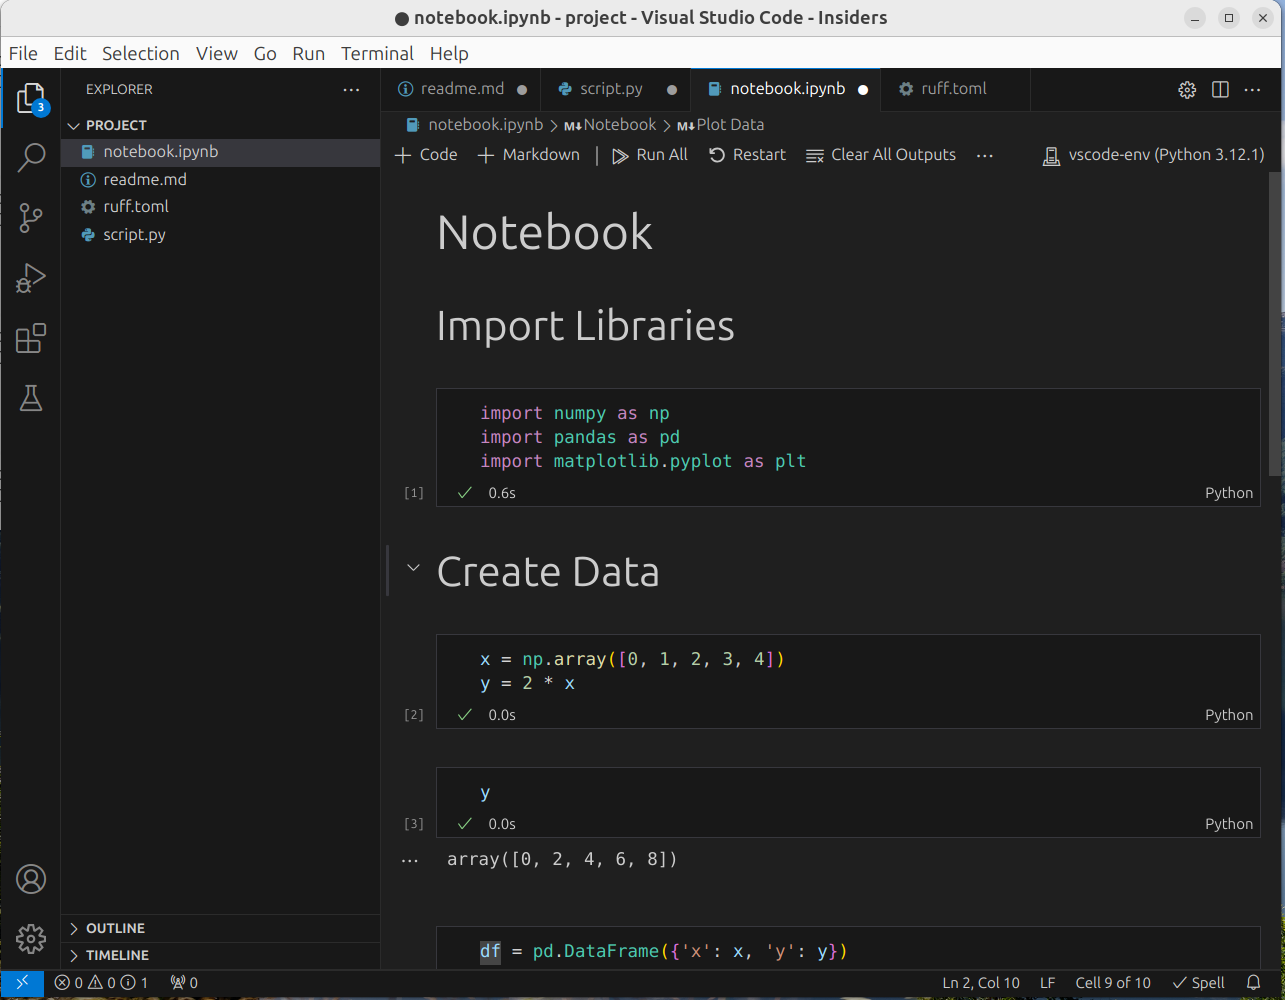 notebook.ipynb - project - Visual Studio Code - Insiders
File Edit Selection View Go Run Terminal Help
3
EXPLORER
PROJECT
notebook.ipynb
readme.md
ruff.toml
script.py
OUTLINE
TIMELINE
readme.md script.py notebook.ipynb ruff.toml
notebook.ipynb > M↓Notebook > M↓Plot Data
+ Code + Markdown | Run All Restart Clear All Outputs ... vscode-env (Python 3.12.1)
Notebook
Import Libraries
import numpy as np
import pandas as pd
import matplotlib.pyplot as plt
[1] ✓ 0.6s Python
Create Data
x = np.array([0, 1, 2, 3, 4])
y = 2 * x
[2] ✓ 0.0s Python
y
[3] ✓ 0.0s Python
... array([0, 2, 4, 6, 8])
df = pd.DataFrame({'x': x, 'y': y})
0 0 1 0 Ln 2, Col 10 LF Cell 9 of 10 ✓ Spell